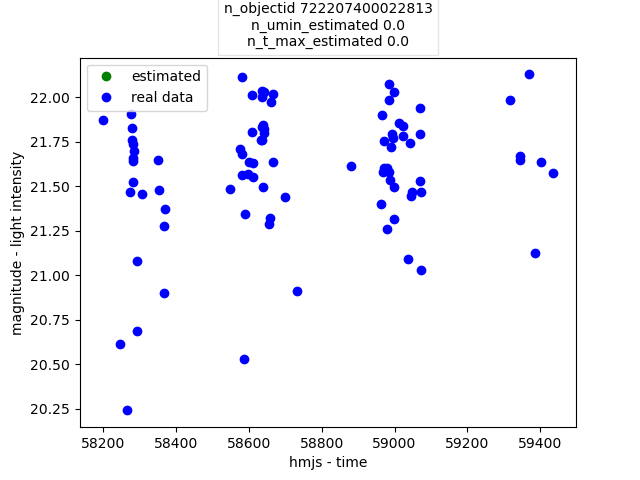 n_objectid 722207400022813
n_umin_estimated 0.0
n_t_max_estimated 0.0
estimated
real data
magnitude - light intensity
22.00
21.75
21.50
21.25
21.00
20.75
20.50
20.25
58200 58400 58600 58800 59000 59200 59400
hmjs - time